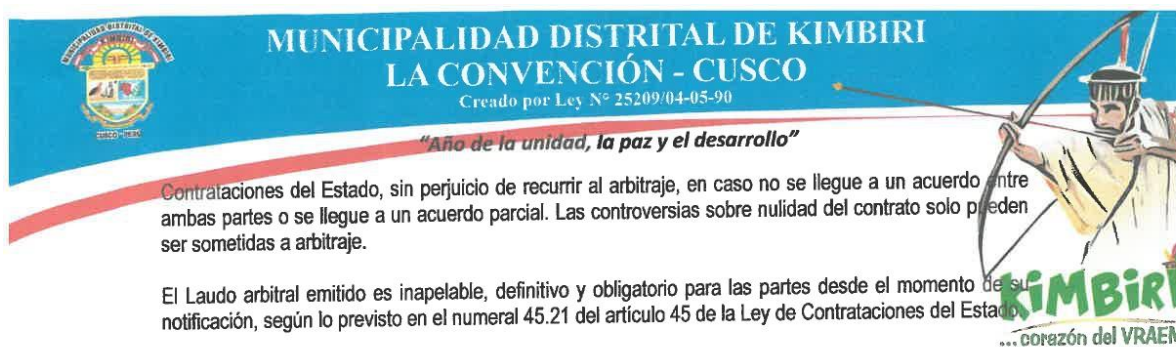 MUNICIPALIDAD DISTRITAL DE KIMBIRI
LA CONVENCIÓN - CUSCO
Creado por Ley N° 25209/04-05-90
CUSCO - PERÚ
"Año de la unidad, la paz y el desarrollo"
Contrataciones del Estado, sin perjuicio de recurrir al arbitraje, en caso no se llegue a un acuerdo entre
ambas partes o se llegue a un acuerdo parcial. Las controversias sobre nulidad del contrato solo pueden
ser sometidas a arbitraje.
El Laudo arbitral emitido es inapelable, definitivo y obligatorio para las partes desde el momento de su
notificación, según lo previsto en el numeral 45.21 del artículo 45 de la Ley de Contrataciones del Estado.
KiMBiRi
...corazón del VRAEM